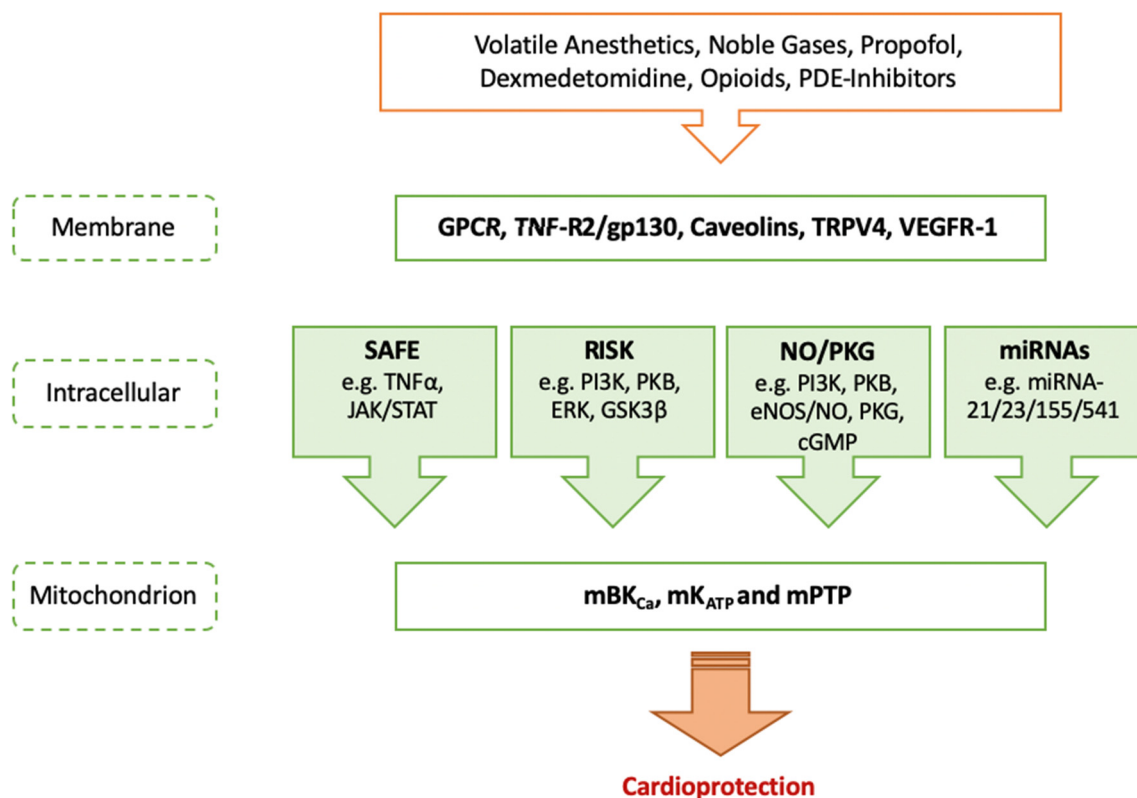 Volatile Anesthetics, Noble Gases, Propofol,
Dexmedetomidine, Opioids, PDE-Inhibitors
Membrane
GPCR, TNF-R2/gp130, Caveolins, TRPV4, VEGFR-1
Intracellular
SAFE
e.g. TNFα,
JAK/STAT
RISK
e.g. PI3K, PKB,
ERK, GSK3β
NO/PKG
e.g. PI3K, PKB,
eNOS/NO, PKG,
cGMP
miRNAs
e.g. miRNA-
21/23/155/541
Mitochondrion
mBKCa, mKATP and mPTP
Cardioprotection